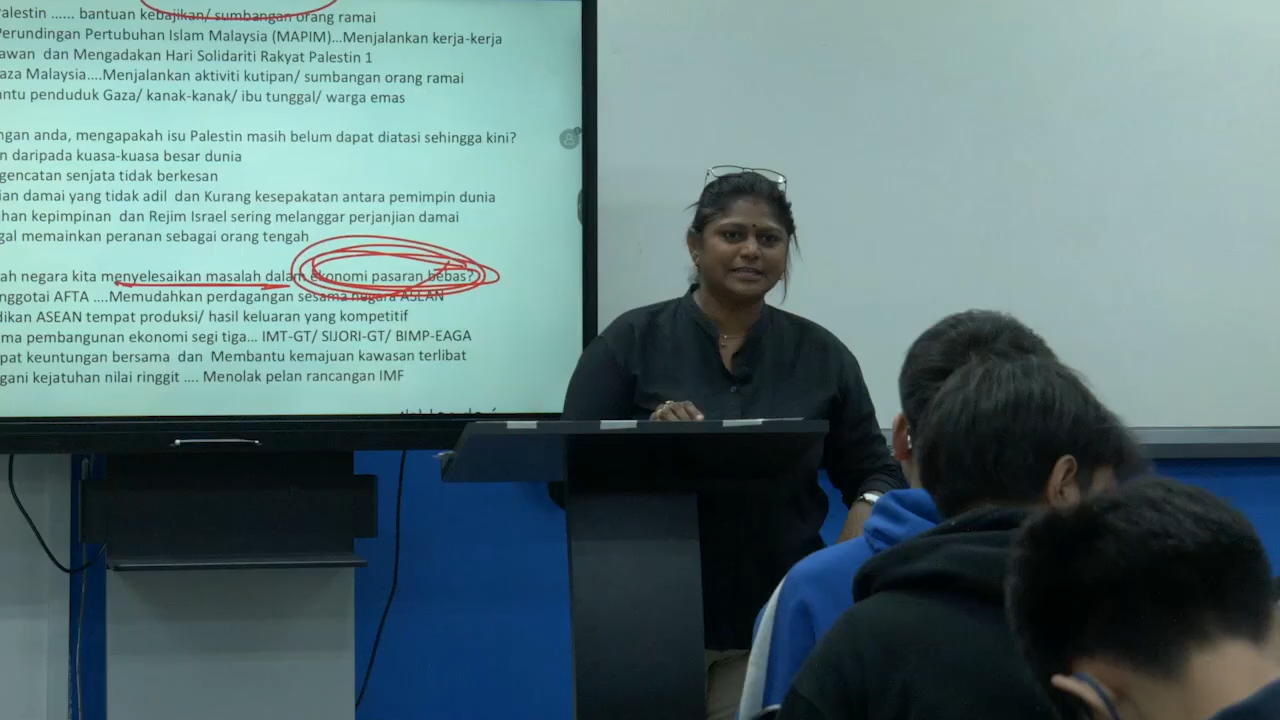 Palestin ...... bantuan kebajikan/ sumbangan orang ramai
Perundingan Pertubuhan Islam Malaysia (MAPIM)...Menjalankan kerja-kerja
awan dan Mengadakan Hari Solidariti Rakyat Palestin 1
aza Malaysia....Menjalankan aktiviti kutipan/ sumbangan orang ramai
antu penduduk Gaza/ kanak-kanak/ ibu tunggal/ warga emas
ngan anda, mengapakah isu Palestin masih belum dapat diatasi sehingga kini?
n daripada kuasa-kuasa besar dunia
gencatan senjata tidak berkesan
ian damai yang tidak adil dan Kurang kesepakatan antara pemimpin dunia
han kepimpinan dan Rejim Israel sering melanggar perjanjian damai
gal memainkan peranan sebagai orang tengah
ah negara kita menyelesaikan masalah dalam ekonomi pasaran bebas?
nggotai AFTA ....Memudahkan perdagangan sesama negara ASEAN
dikan ASEAN tempat produksi/ hasil keluaran yang kompetitif
ma pembangunan ekonomi segi tiga... IMT-GT/ SIJORI-GT/ BIMP-EAGA
pat keuntungan bersama dan Membantu kemajuan kawasan terlibat
gani kejatuhan nilai ringgit .... Menolak pelan rancangan IMF